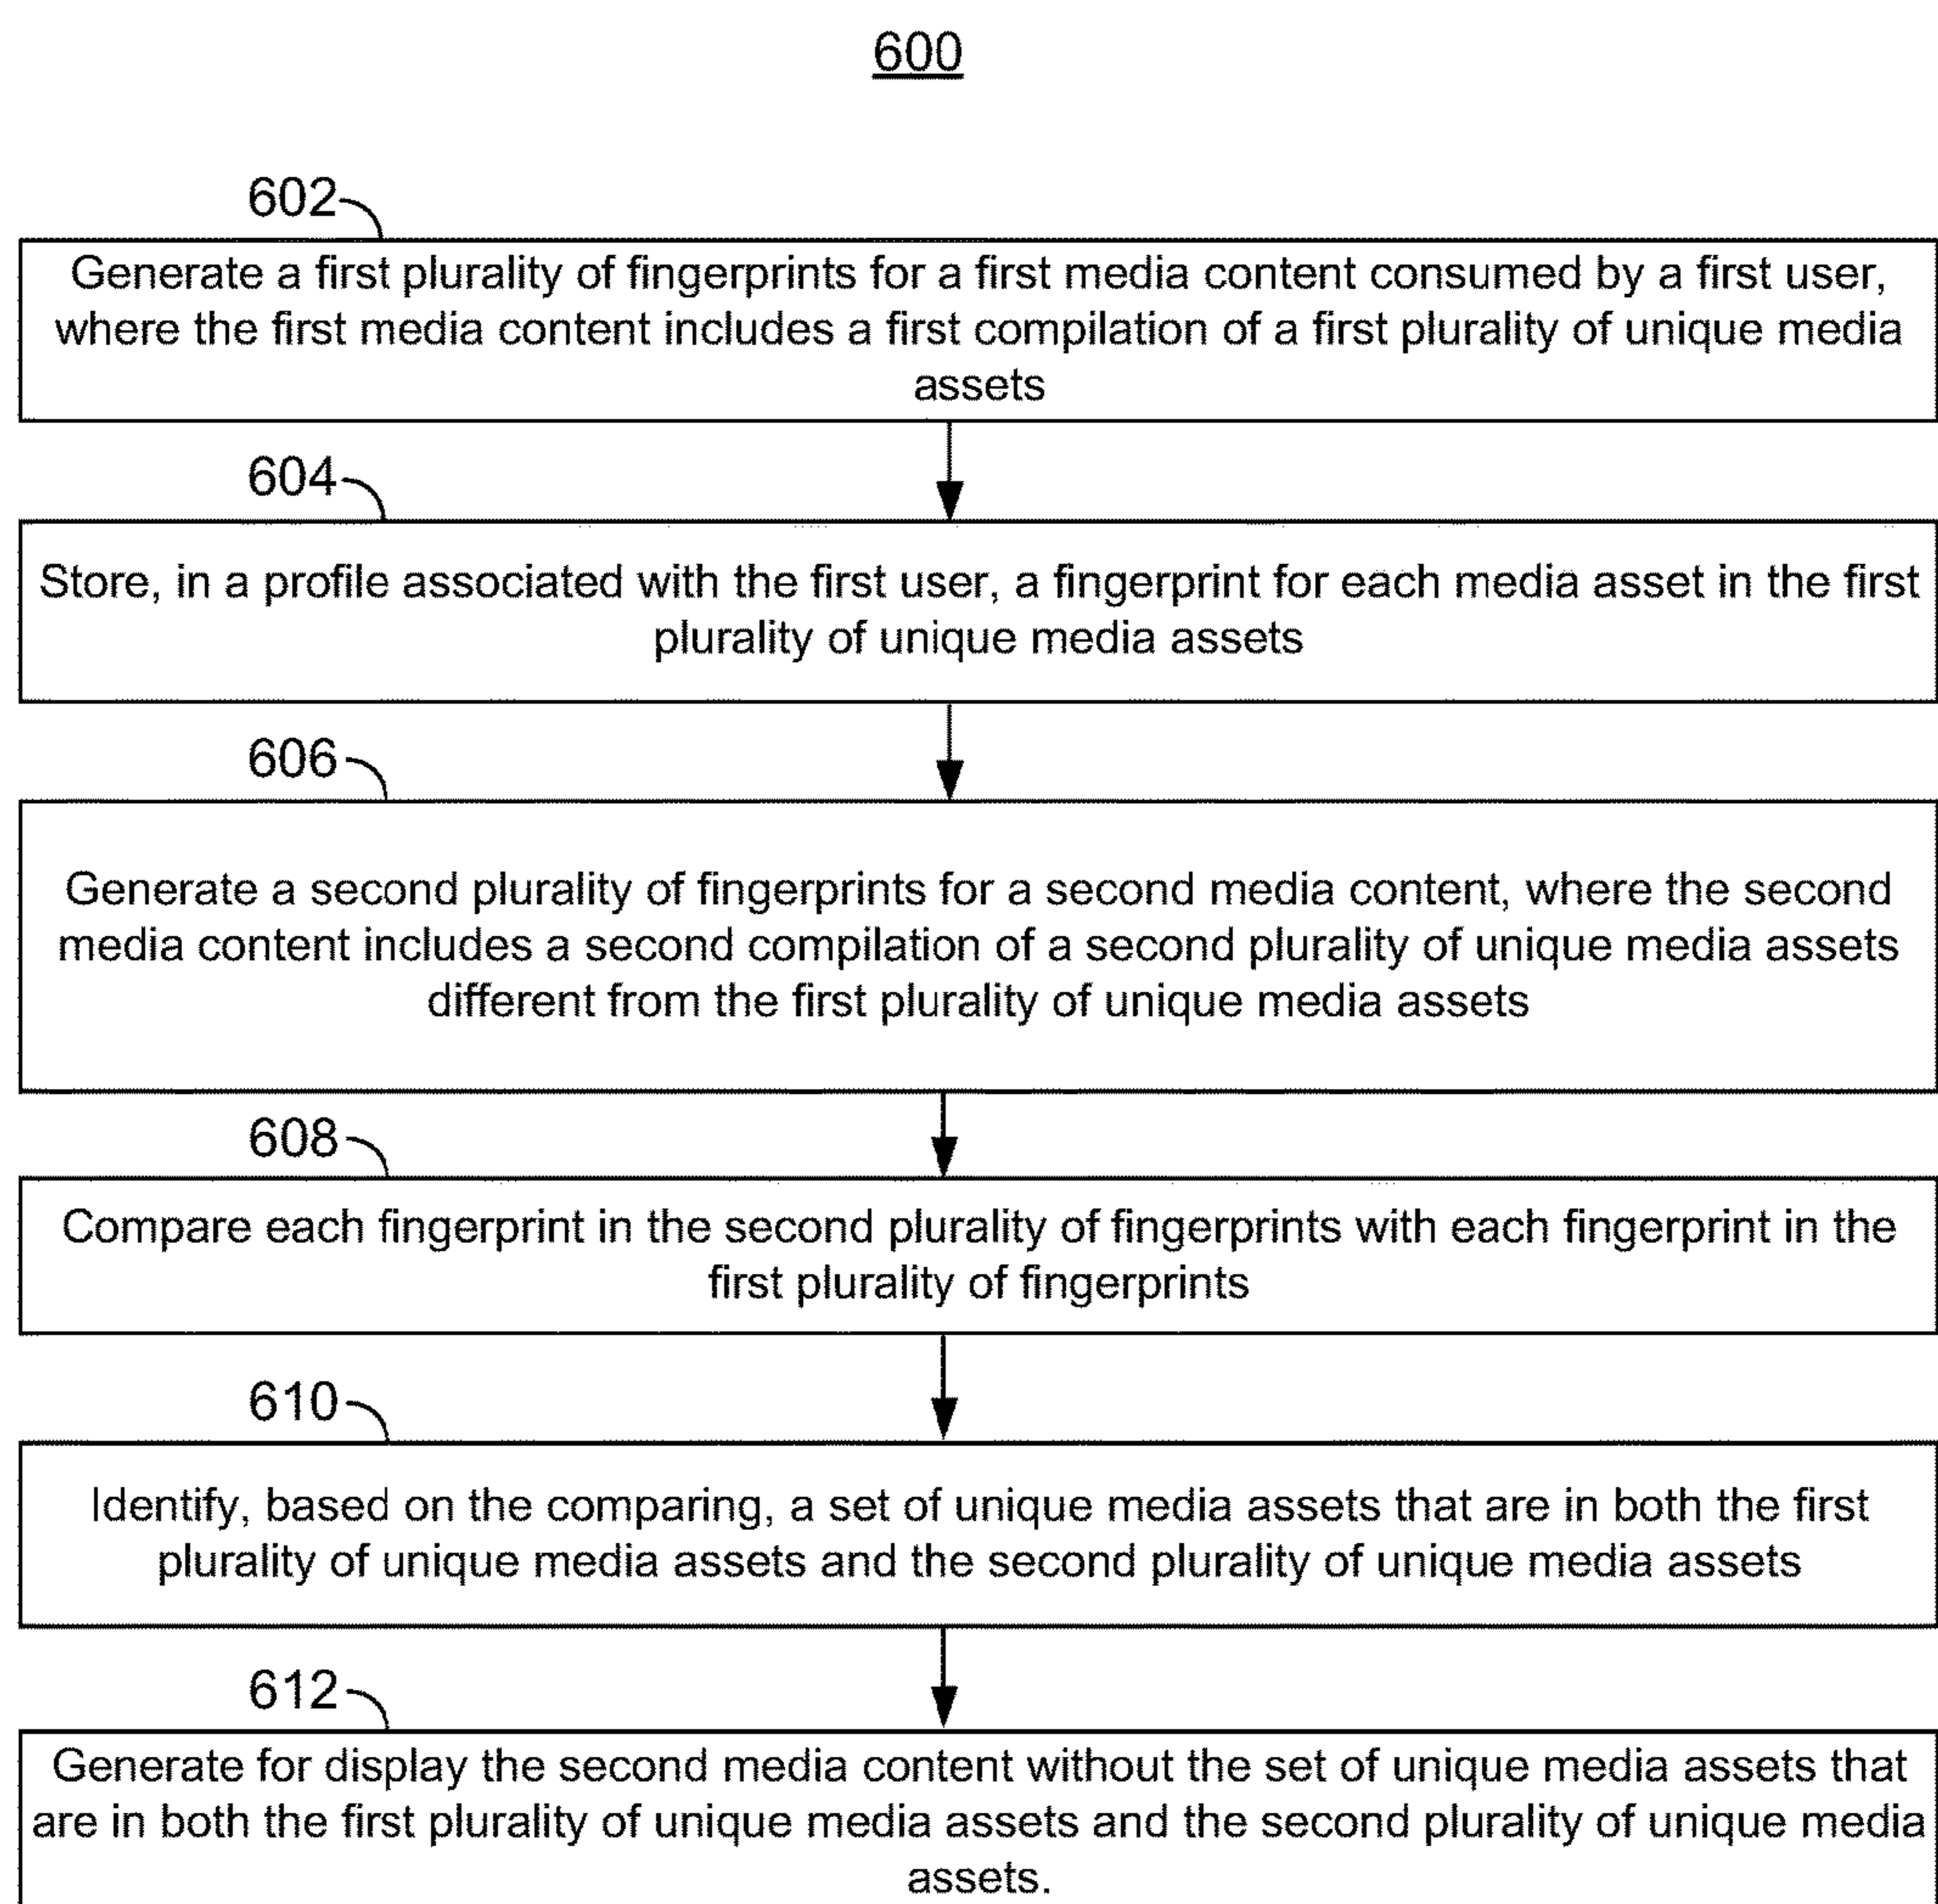 600
602
Generate a first plurality of fingerprints for a first media content consumed by a first user,
where the first media content includes a first compilation of a first plurality of unique media
assets
604
Store, in a profile associated with the first user, a fingerprint for each media asset in the first
plurality of unique media assets
606
Generate a second plurality of fingerprints for a second media content, where the second
media content includes a second compilation of a second plurality of unique media assets
different from the first plurality of unique media assets
608
Compare each fingerprint in the second plurality of fingerprints with each fingerprint in the
first plurality of fingerprints
610
Identify, based on the comparing, a set of unique media assets that are in both the first
plurality of unique media assets and the second plurality of unique media assets
612
Generate for display the second media content without the set of unique media assets that
are in both the first plurality of unique media assets and the second plurality of unique media
assets.